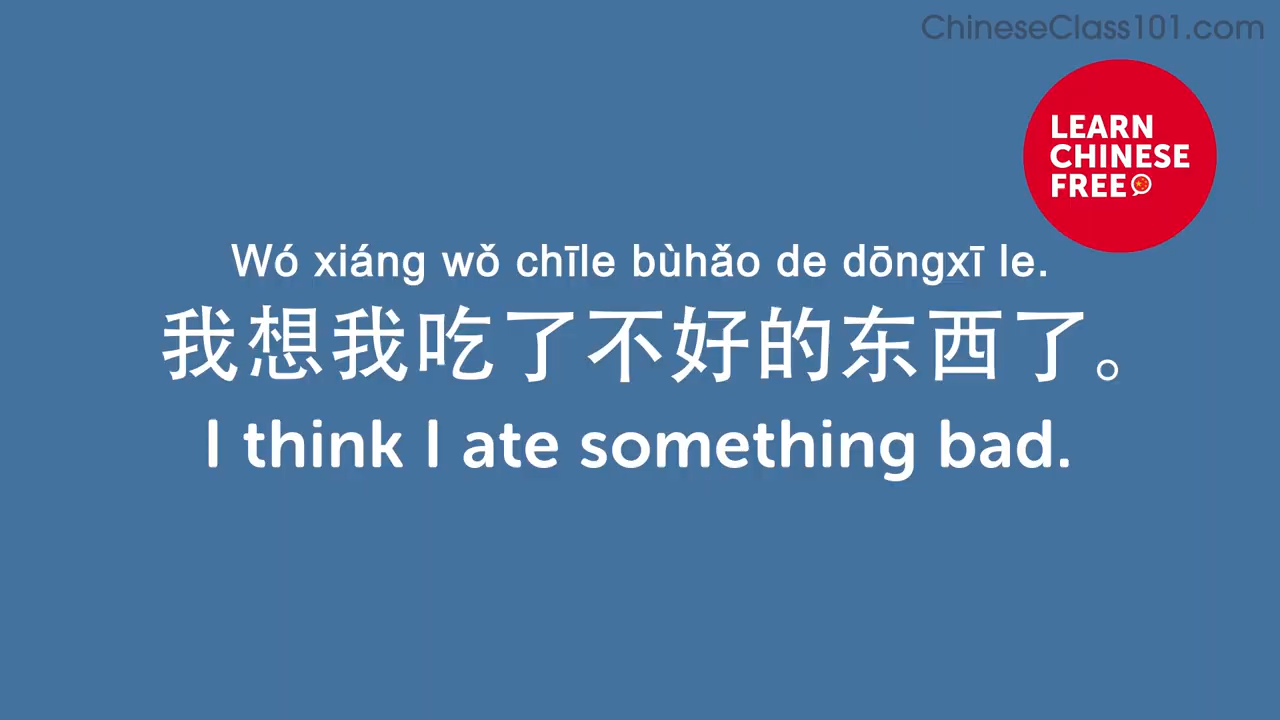 ChineseClass101.com
LEARN
CHINESE
FREE
Wó xiáng wǒ chīle bùhǎo de dōngxī le.
我想我吃了不好的东西了。
I think I ate something bad.